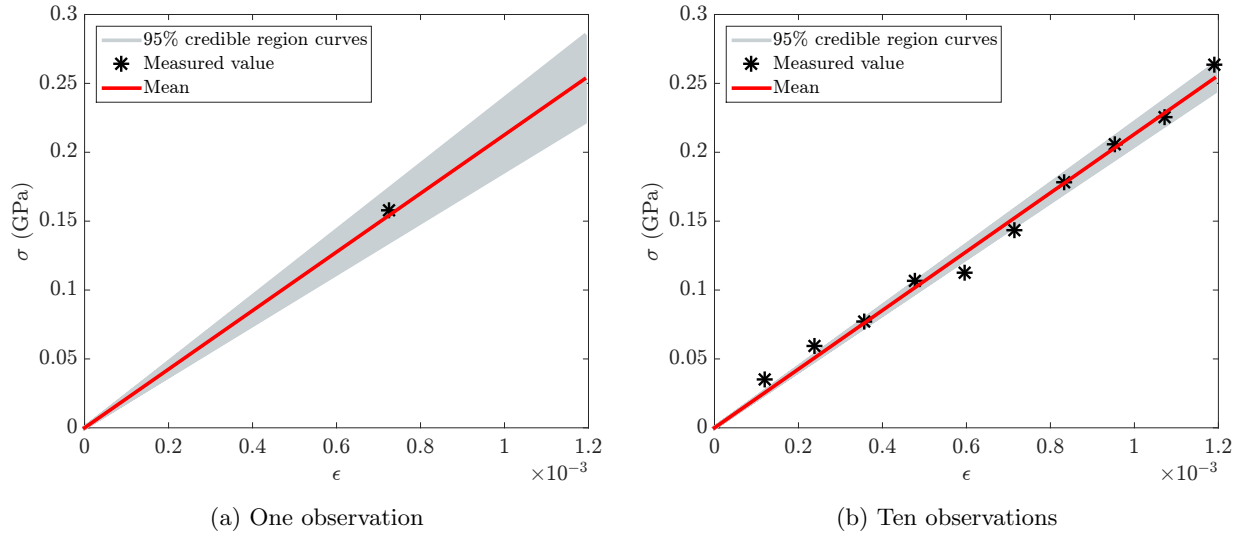 0.3
95% credible region curves
Measured value
Mean
0.25
0.2
0.15
0.1
0.05
0
σ (GPa)
0 0.2 0.4 0.6 0.8 1 1.2
ϵ ×10⁻³
(a) One observation
0.3
95% credible region curves
Measured value
Mean
0.25
0.2
0.15
0.1
0.05
0
σ (GPa)
0 0.2 0.4 0.6 0.8 1 1.2
ϵ ×10⁻³
(b) Ten observations